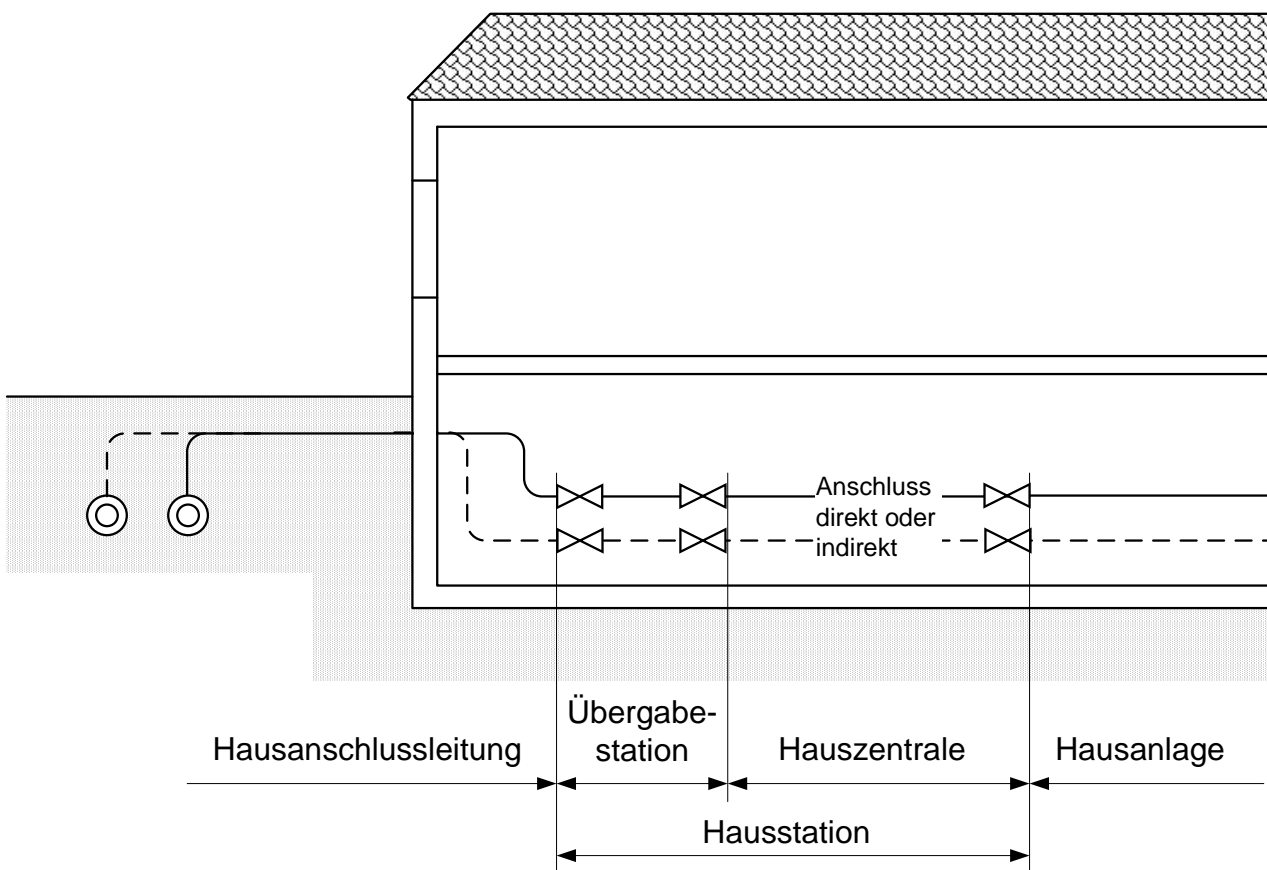 Anschluss
direkt oder
indirekt
Übergabe-
station
Hausanschlussleitung
Hauszentrale
Hausanlage
Hausstation